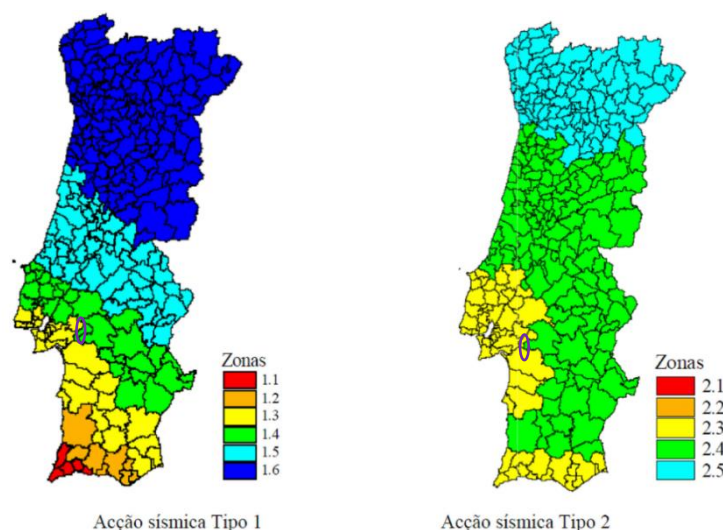 Zonas
1.1
1.2
1.3
1.4
1.5
1.6
Acção sísmica Tipo 1
Zonas
2.1
2.2
2.3
2.4
2.5
Acção sísmica Tipo 2